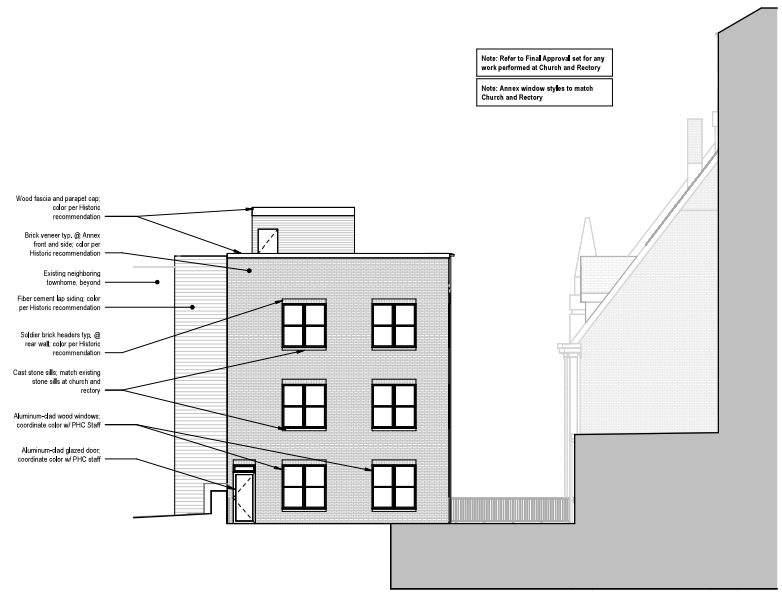 Note: Refer to Final Approval set for any
work performed at Church and Rectory
Note: Annex window styles to match
Church and Rectory
Wood fascia and parapet cap;
color per Historic
recommendation
Brick veneer typ. @ Annex
front and side; color per
Historic recommendation
Existing neighboring
townhome, beyond
Fiber cement lap siding; color
per Historic recommendation
Soldier brick headers typ. @
rear wall; color per Historic
recommendation
Cast stone sills; match existing
stone sills at church and
rectory
Aluminum-clad wood windows;
coordinate color w/ PHC Staff
Aluminum-clad glazed door;
coordinate color w/ PHC staff